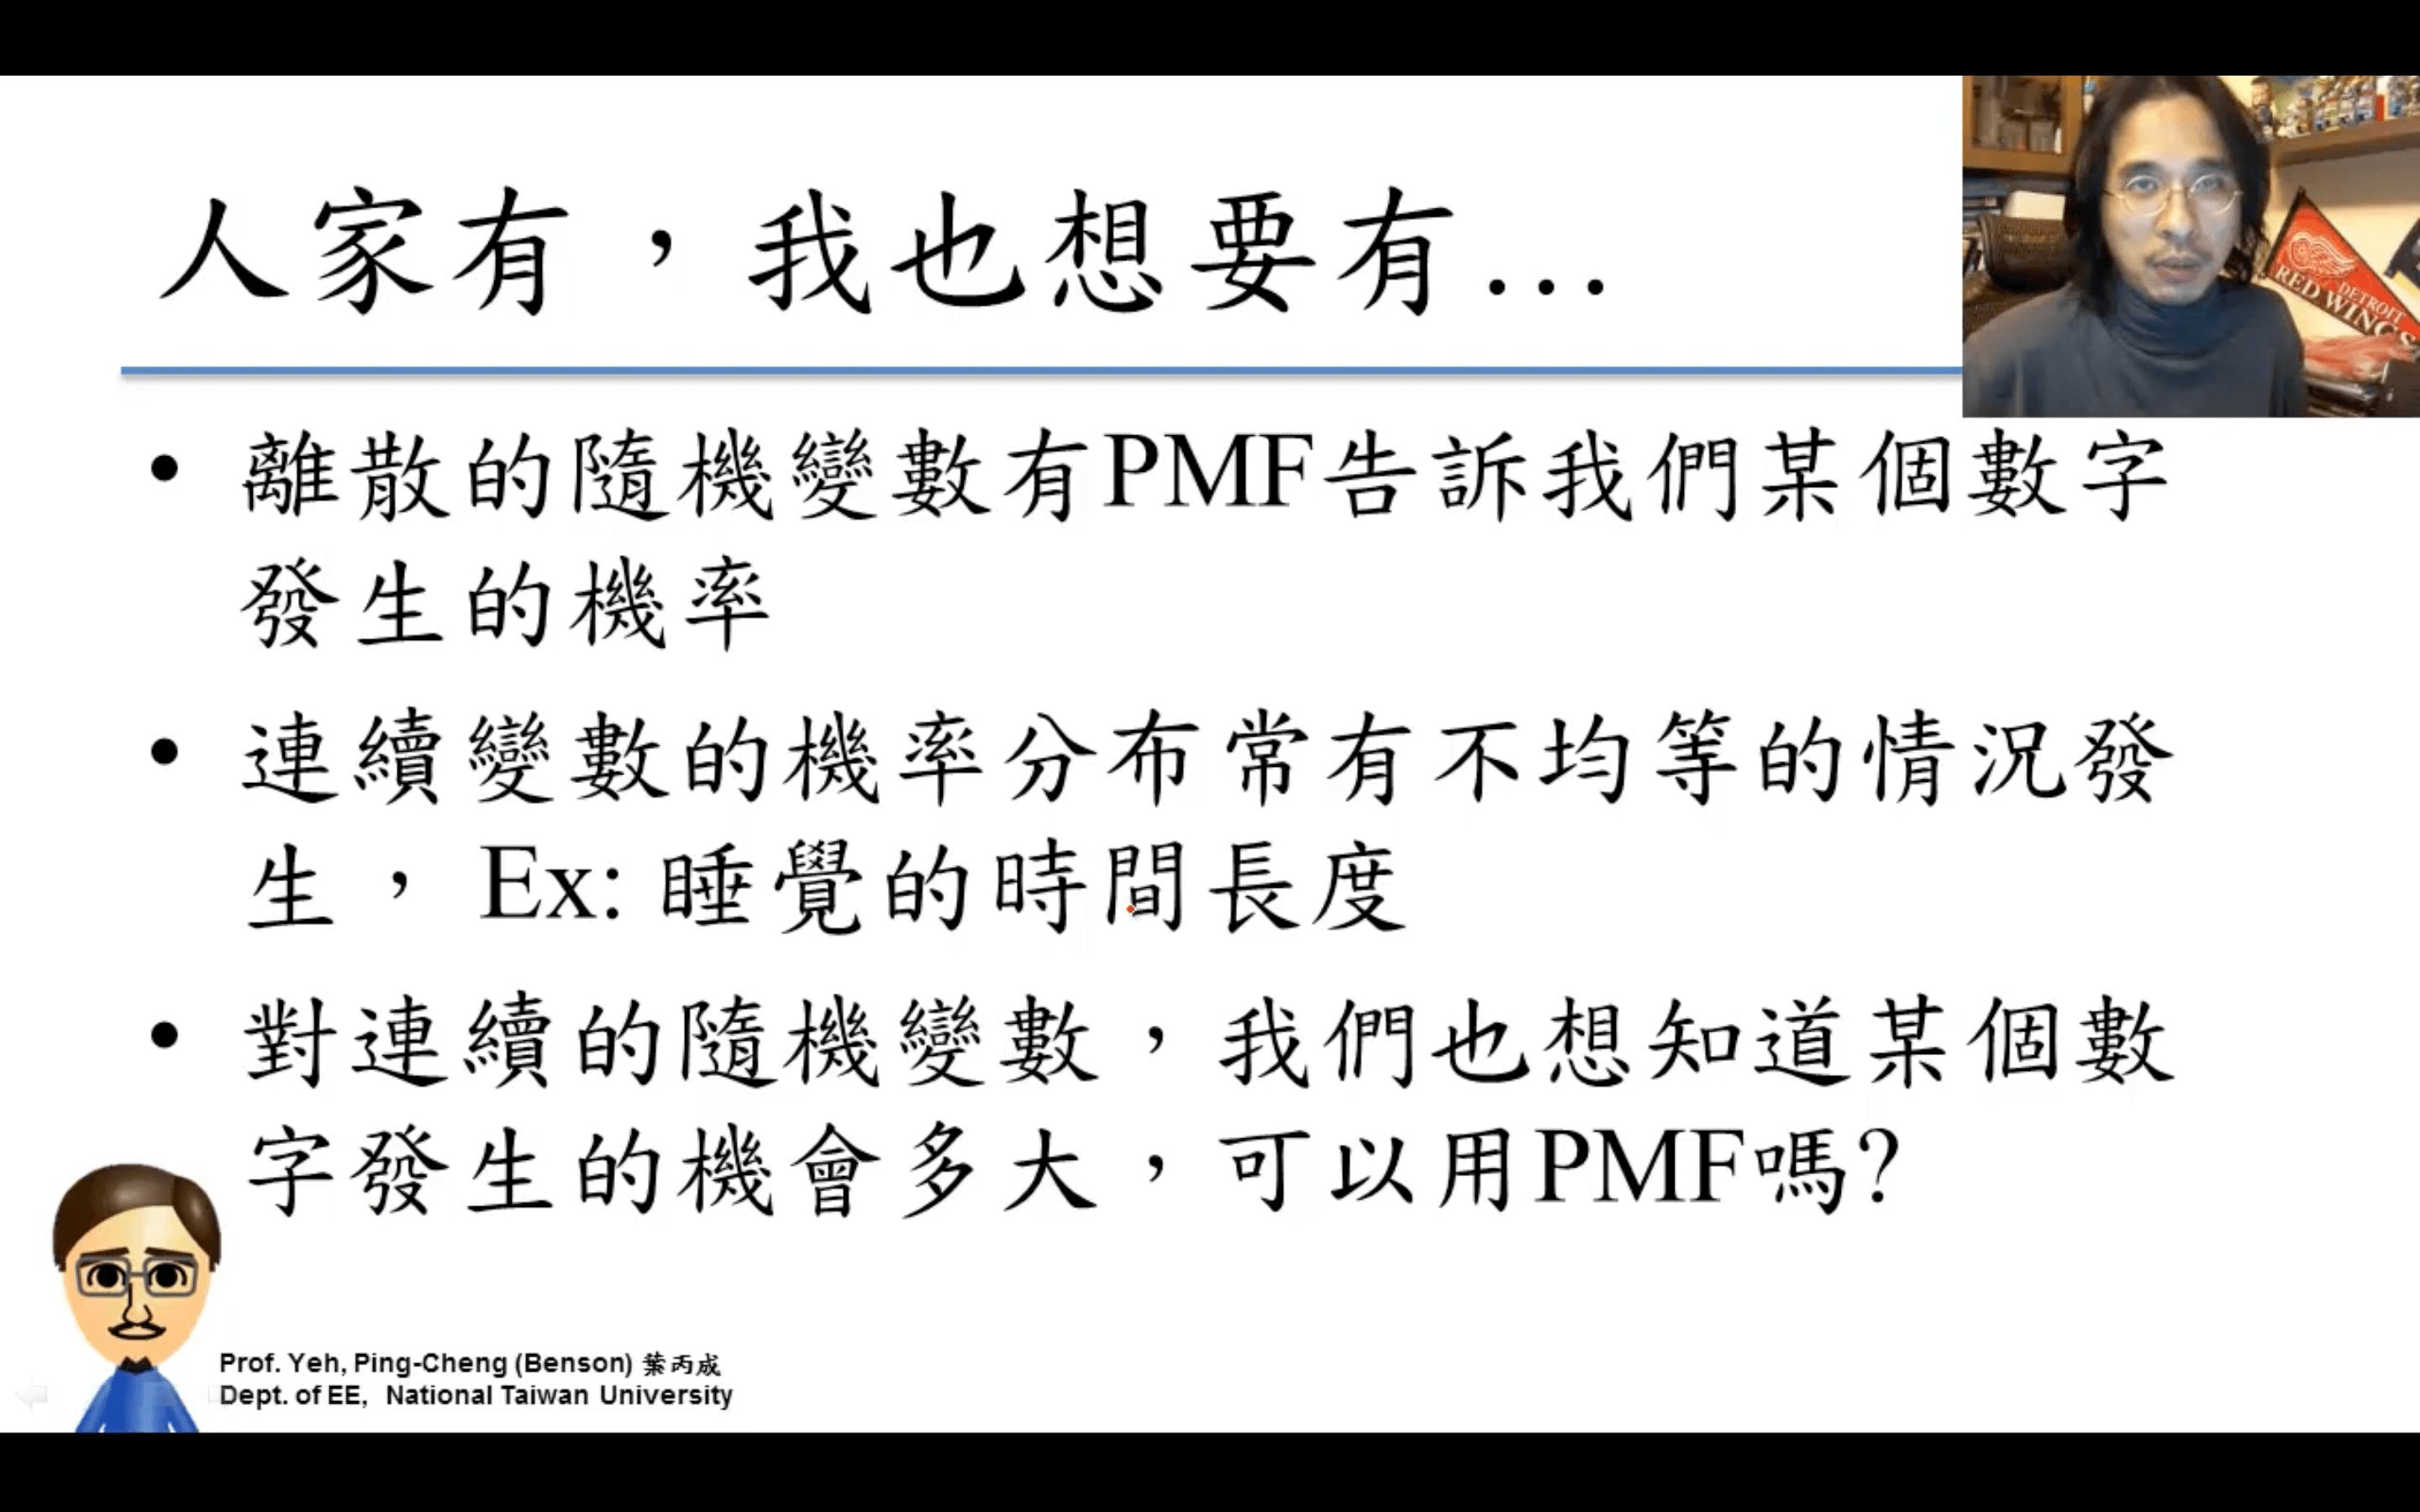 人家有，我也想要有...
DETROIT
RED WINGS
• 離散的隨機變數有PMF告訴我們某個數字
發生的機率
• 連續變數的機率分布常有不均等的情況發
生， Ex: 睡覺的時間長度
• 對連續的隨機變數，我們也想知道某個數
字發生的機會多大，可以用PMF嗎?
Prof. Yeh, Ping-Cheng (Benson) 葉丙成
Dept. of EE, National Taiwan University